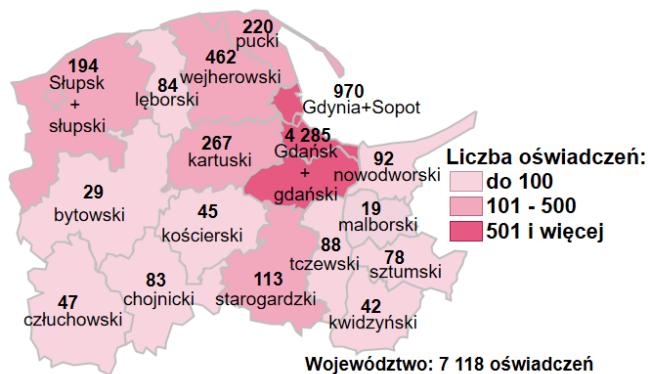 220
pucki
194
Słupsk
+
słupski
84
lęborski
462
wejherowski
970
Gdynia+Sopot
267
kartuski
4 285
Gdańsk
+
gdański
92
nowodworski
Liczba oświadczeń:
do 100
101 - 500
501 i więcej
29
bytowski
45
kościerski
19
malborski
88
tczewski
78
sztumski
47
człuchowski
83
chojnicki
113
starogardzki
42
kwidzyński
Województwo: 7 118 oświadczeń